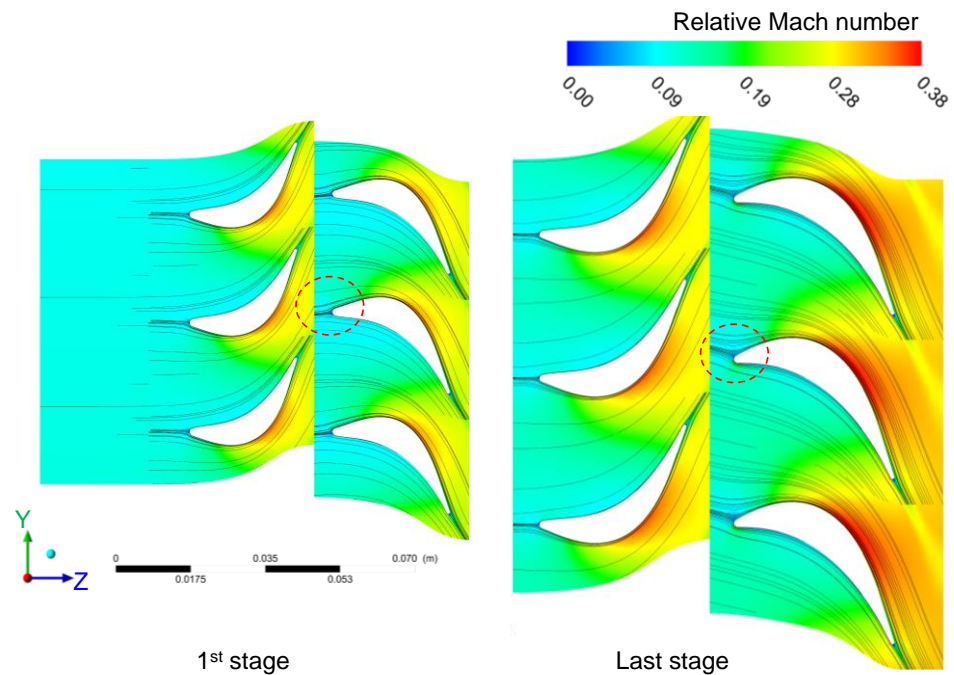 Relative Mach number
0.00 0.09 0.19 0.28 0.38
Y
Z
0 0.035 0.070 (m)
0.0175 0.053
1st stage
Last stage